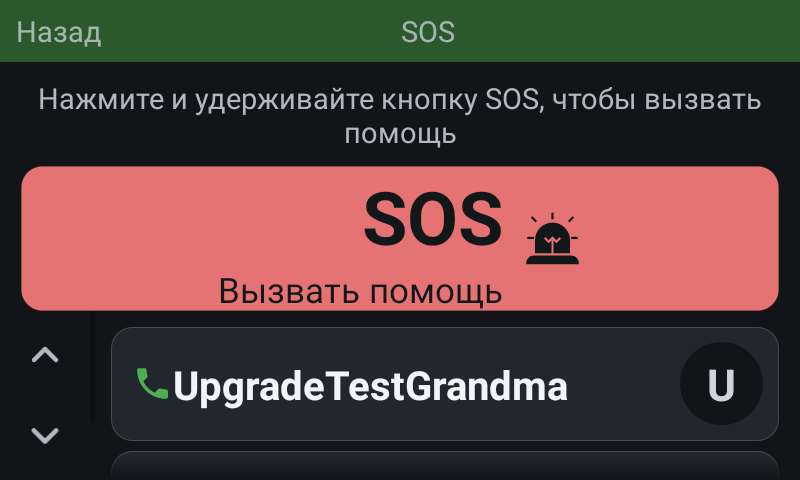 Назад
SOS
Нажмите и удерживайте кнопку SOS, чтобы вызвать
помощь
SOS
Вызвать помощь
UpgradeTestGrandma
U